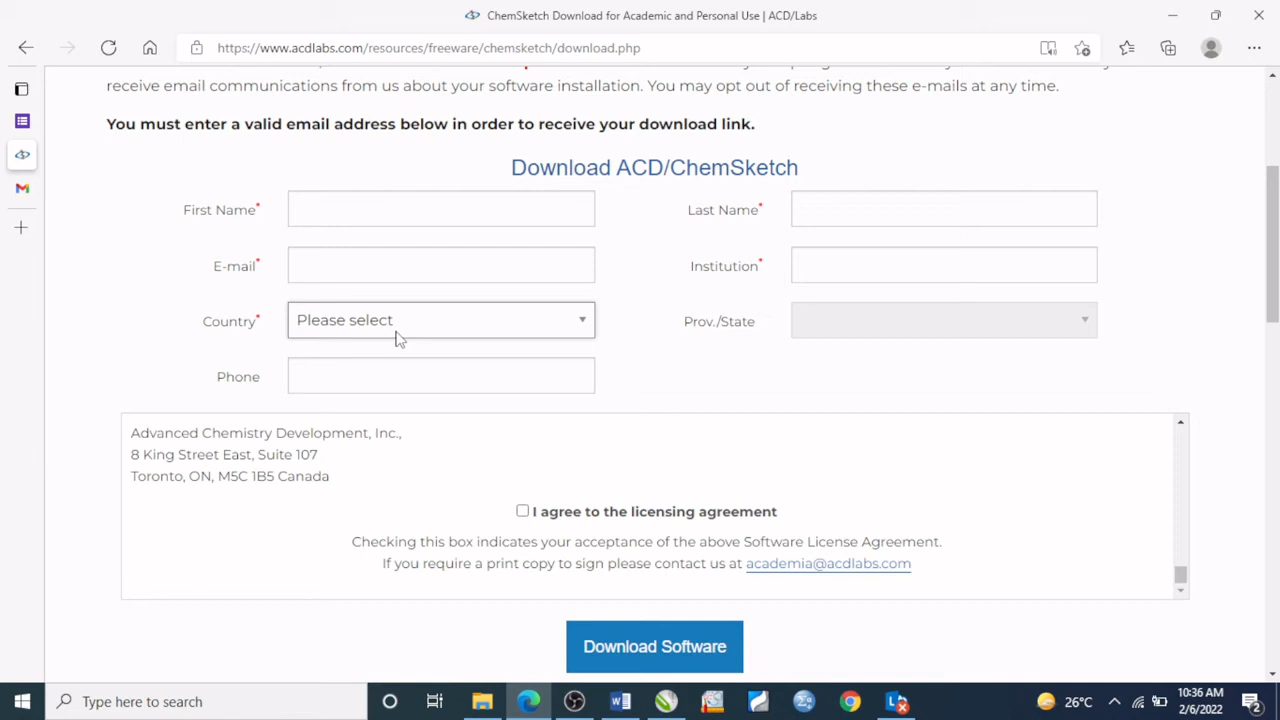 ChemSketch Download for Academic and Personal Use | ACD/Labs
https://www.acdlabs.com/resources/freeware/chemsketch/download.php
receive email communications from us about your software installation. You may opt out of receiving these e-mails at any time.
You must enter a valid email address below in order to receive your download link.
Download ACD/ChemSketch
First Name*
Last Name*
E-mail*
Institution*
Country*
Please select
Prov./State
Phone
Advanced Chemistry Development, Inc.,
8 King Street East, Suite 107
Toronto, ON, M5C 1B5 Canada
I agree to the licensing agreement
Checking this box indicates your acceptance of the above Software License Agreement.
If you require a print copy to sign please contact us at academia@acdlabs.com
Download Software
Type here to search
26°C
10:36 AM
2/6/2022
2